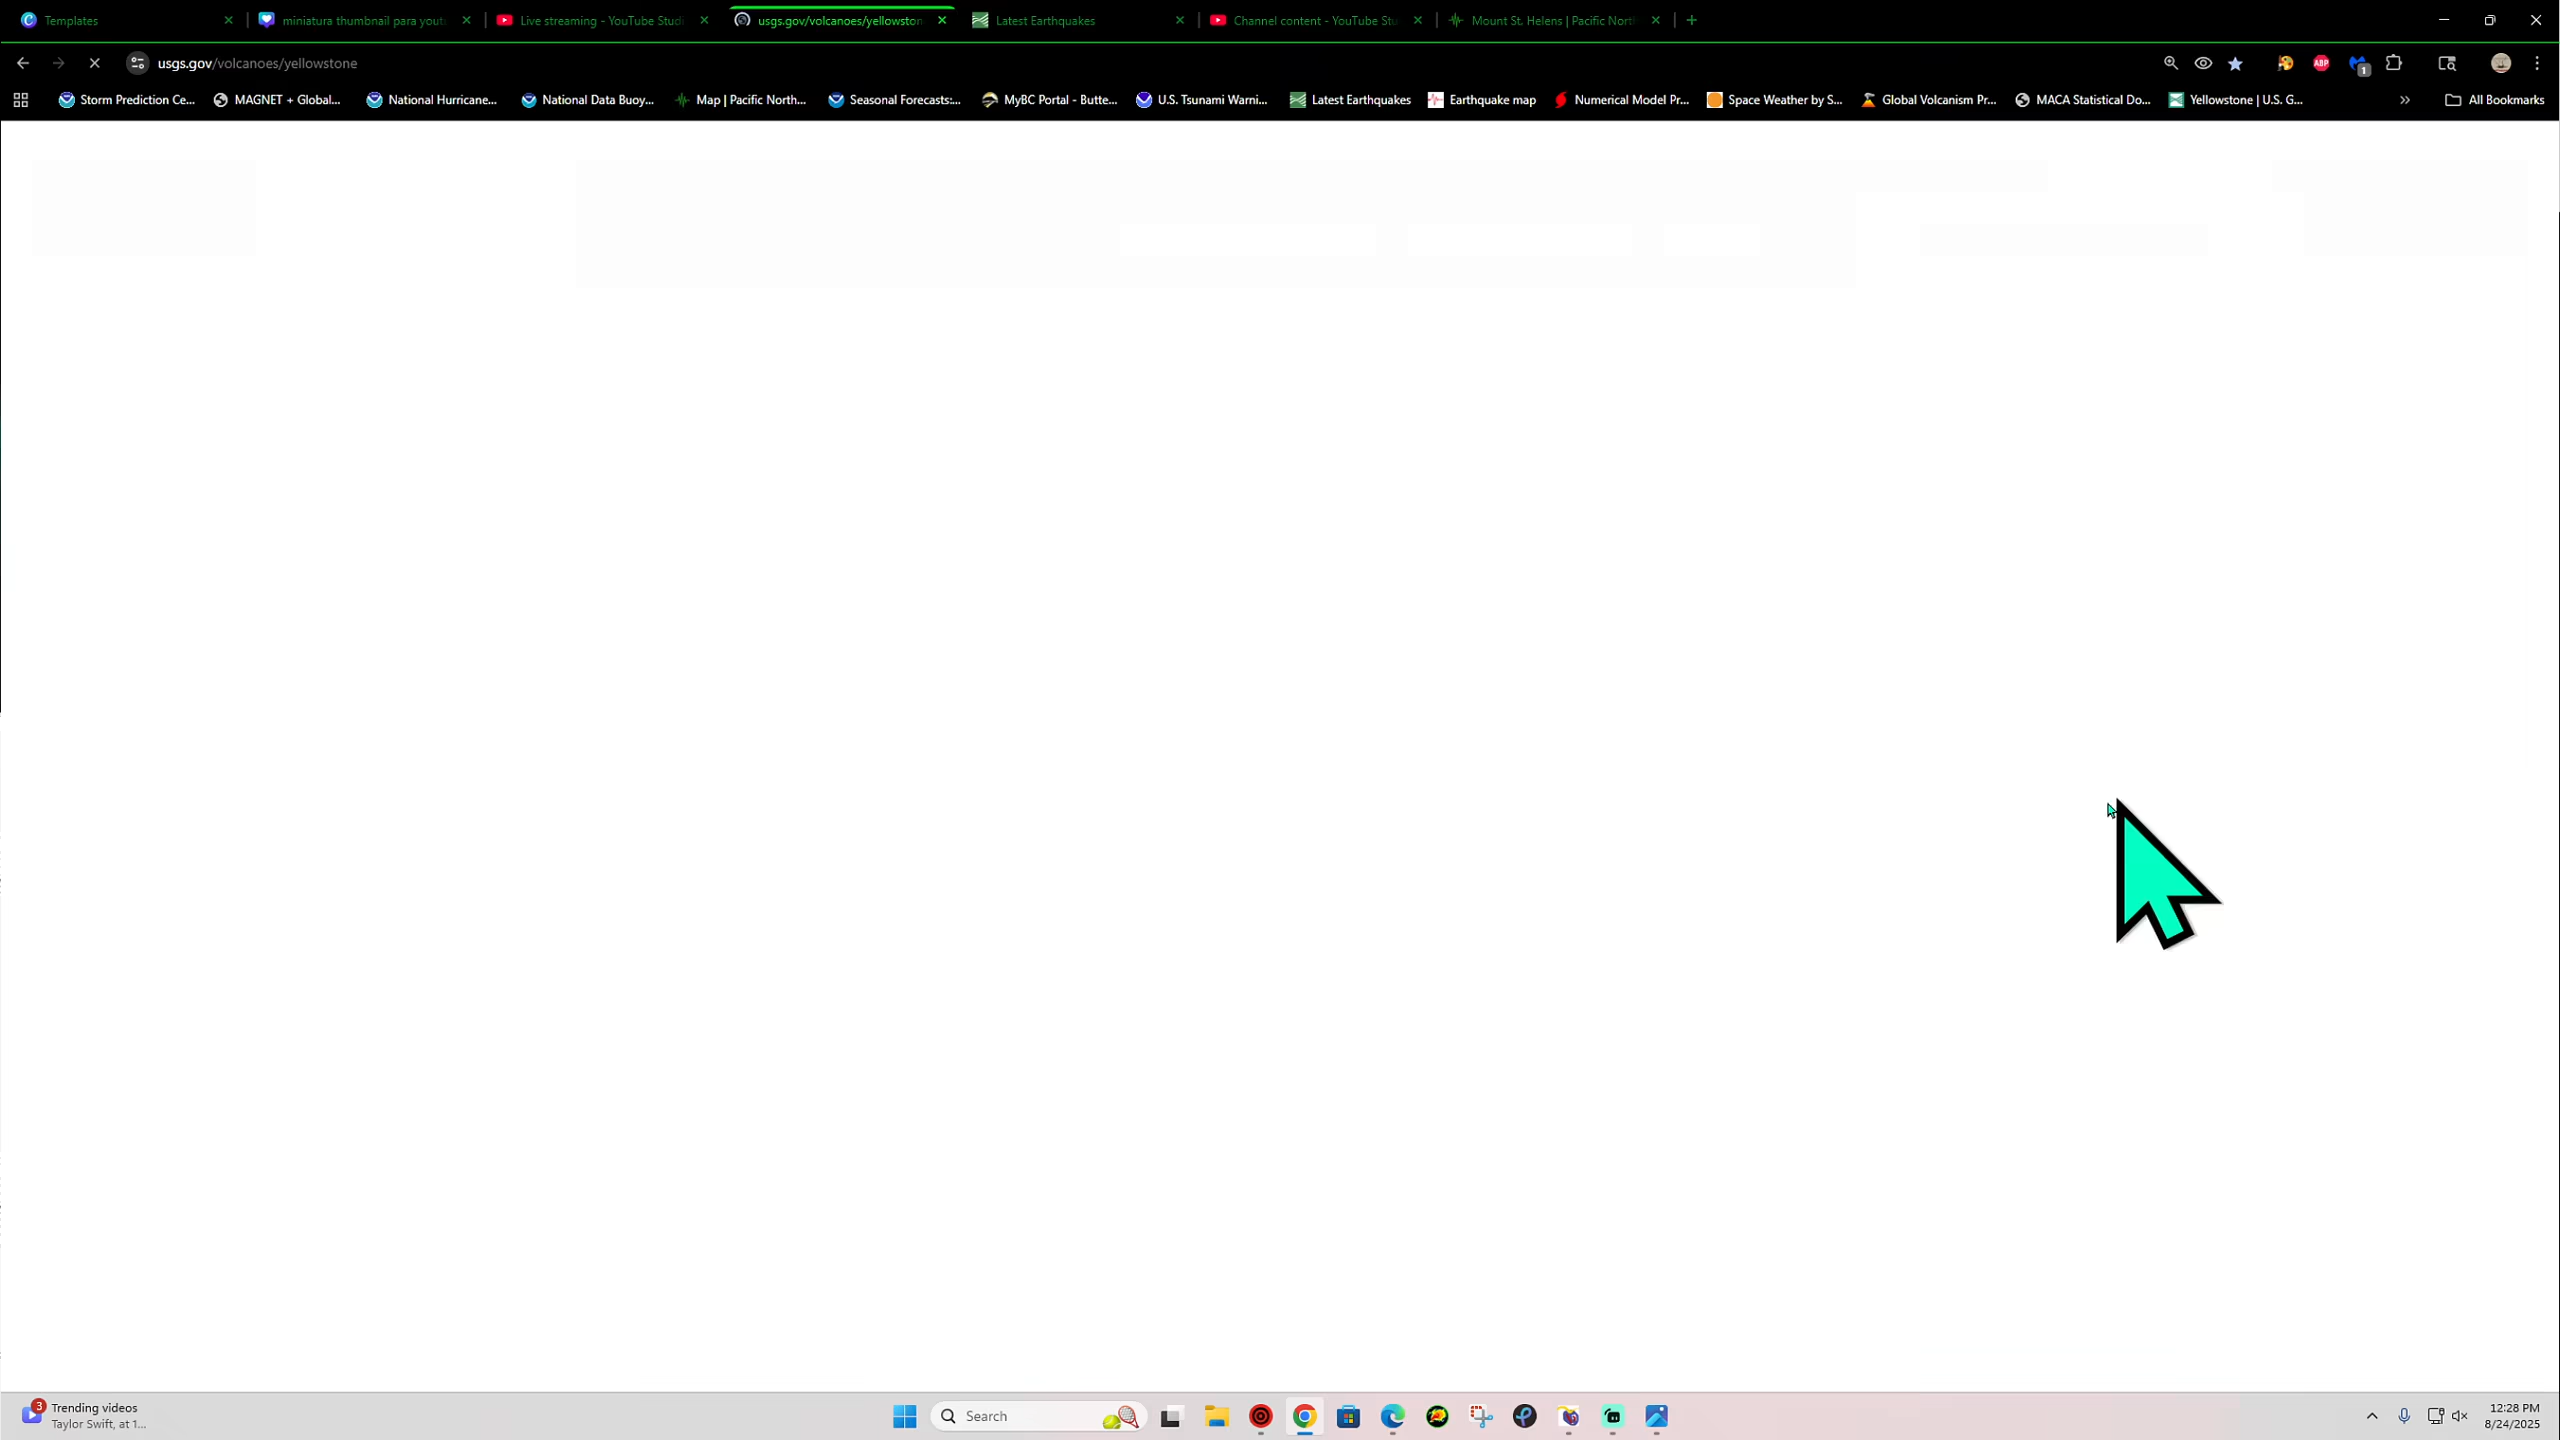 Templates
miniatura thumbnail para yout
Live streaming - YouTube Studi
usgs.gov/volcanoes/yellowston
Latest Earthquakes
Channel content - YouTube Stu
Mount St. Helens | Pacific Nort
usgs.gov/volcanoes/yellowstone
ABP
1
Storm Prediction Ce...
MAGNET + Global...
National Hurricane...
National Data Buoy...
Map | Pacific North...
Seasonal Forecasts:...
MyBC Portal - Butte...
U.S. Tsunami Warni...
Latest Earthquakes
Earthquake map
Numerical Model Pr...
Space Weather by S...
Global Volcanism Pr...
MACA Statistical Do...
Yellowstone | U.S. G...
All Bookmarks
3
Trending videos
Taylor Swift, at 1...
Search
12:28 PM
8/24/2025